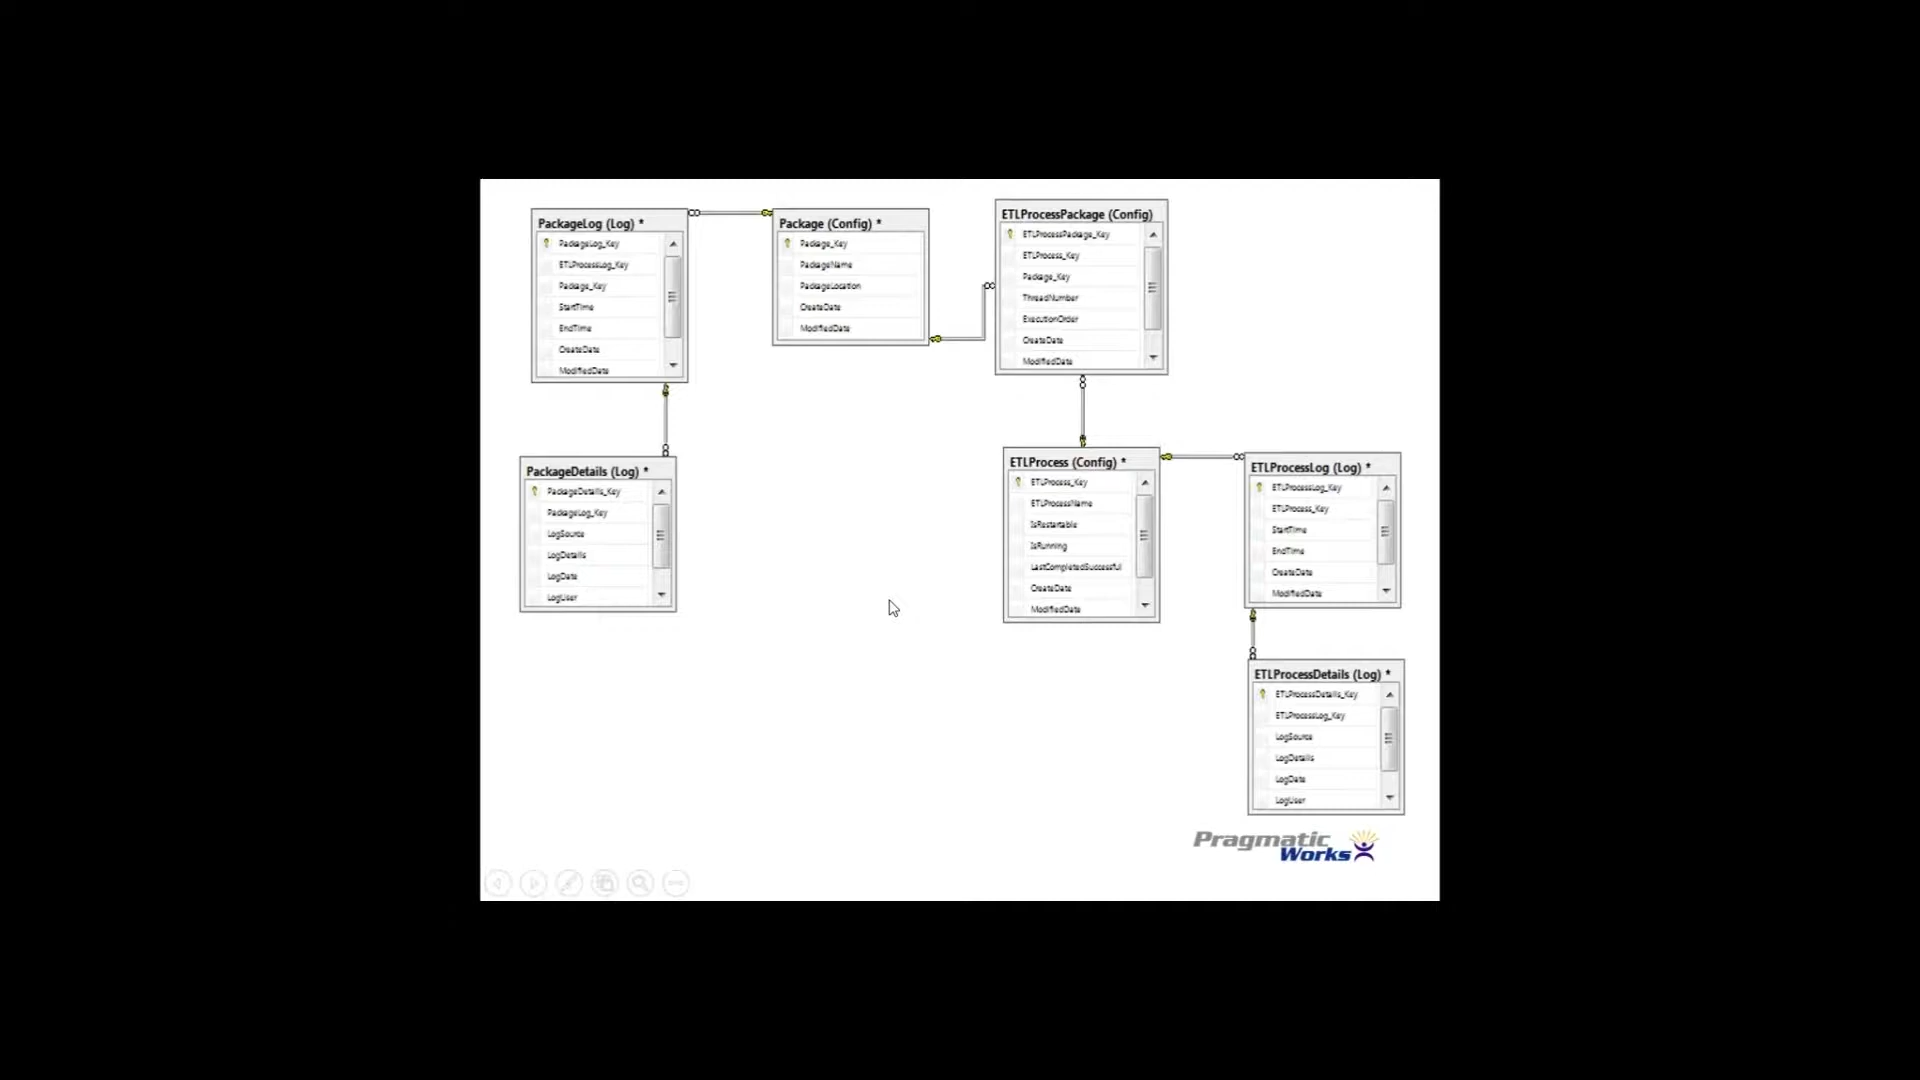 PackageLog (Log) *
PackageLog_Key
ETLProcessLog_Key
Package_Key
StartTime
EndTime
CreateDate
ModifiedDate
Package (Config) *
Package_Key
PackageName
PackageLocation
CreateDate
ModifiedDate
ETLProcessPackage (Config)
ETLProcessPackage_Key
ETLProcess_Key
Package_Key
ThreadNumber
ExecutionOrder
CreateDate
ModifiedDate
PackageDetails (Log) *
PackageDetails_Key
PackageLog_Key
LogSource
LogDetails
LogDate
LogUser
ETLProcess (Config) *
ETLProcess_Key
ETLProcessName
IsRestartable
IsRunning
LastCompletedSuccessful
CreateDate
ModifiedDate
ETLProcessLog (Log) *
ETLProcessLog_Key
ETLProcess_Key
StartTime
EndTime
CreateDate
ModifiedDate
ETLProcessDetails (Log) *
ETLProcessDetails_Key
ETLProcessLog_Key
LogSource
LogDetails
LogDate
LogUser
Pragmatic
Works